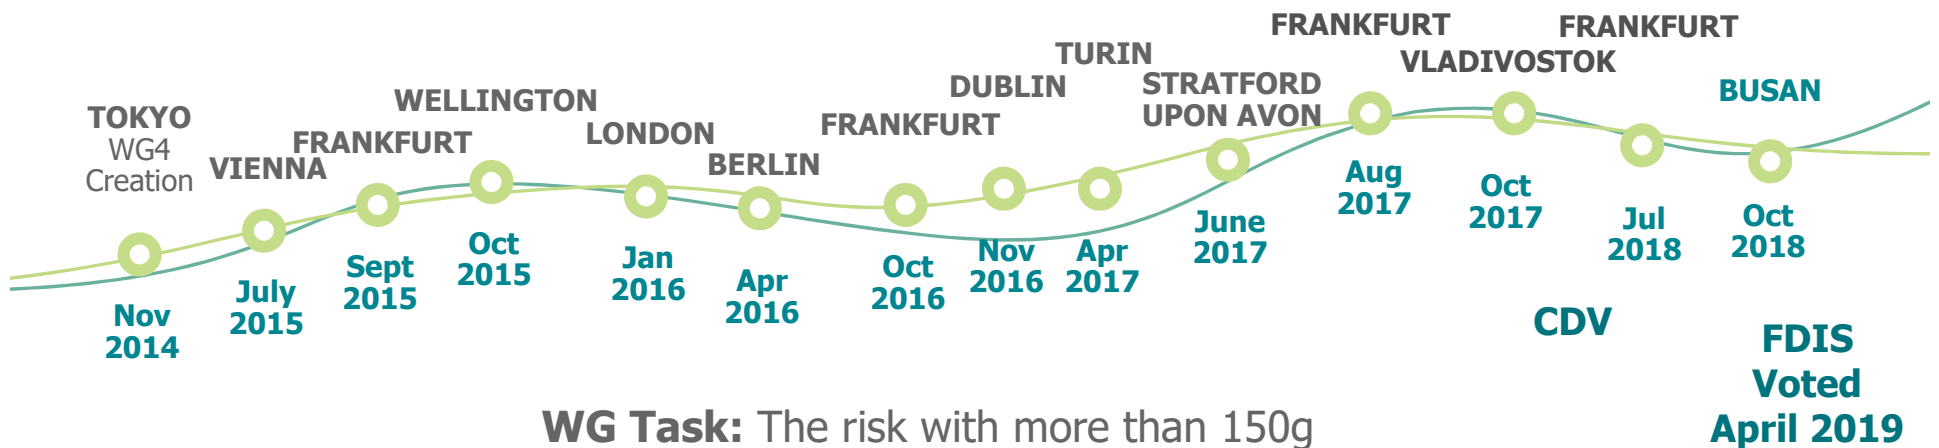 TOKYO
WG4
Creation
Nov
2014
VIENNA
July
2015
FRANKFURT
Sept
2015
WELLINGTON
Oct
2015
LONDON
Jan
2016
BERLIN
Apr
2016
FRANKFURT
Oct
2016
DUBLIN
Nov
2016
TURIN
Apr
2017
STRATFORD
UPON AVON
June
2017
FRANKFURT
Aug
2017
VLADIVOSTOK
Oct
2017
FRANKFURT
Jul
2018
BUSAN
Oct
2018
CDV
FDIS
Voted
April 2019
WG Task: The risk with more than 150g